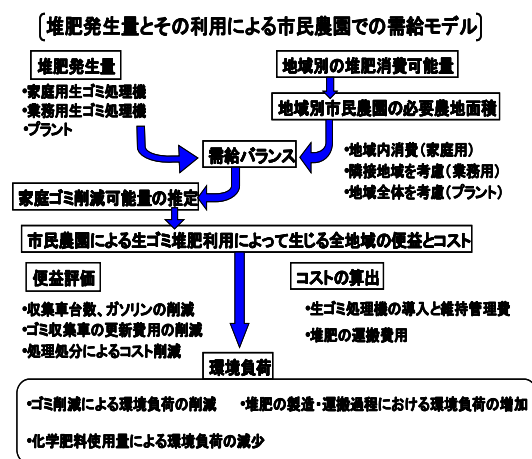 堆肥発生量とその利用による市民農園での需給モデル
堆肥発生量
・家庭用生ゴミ処理機
・業務用生ゴミ処理機
・プラント
地域別の堆肥消費可能量
地域別市民農園の必要農地面積
需給バランス
・地域内消費(家庭用)
・隣接地域を考慮(業務用)
・地域全体を考慮(プラント)
家庭ゴミ削減可能量の推定
市民農園による生ゴミ堆肥利用によって生じる全地域の便益とコスト
便益評価
・収集車台数、ガソリンの削減
・ゴミ収集車の更新費用の削減
・処理処分によるコスト削減
コストの算出
・生ゴミ処理機の導入と維持管理費
・堆肥の運搬費用
環境負荷
・ゴミ削減による環境負荷の削減 ・堆肥の製造・運搬過程における環境負荷の増加
・化学肥料使用量による環境負荷の減少